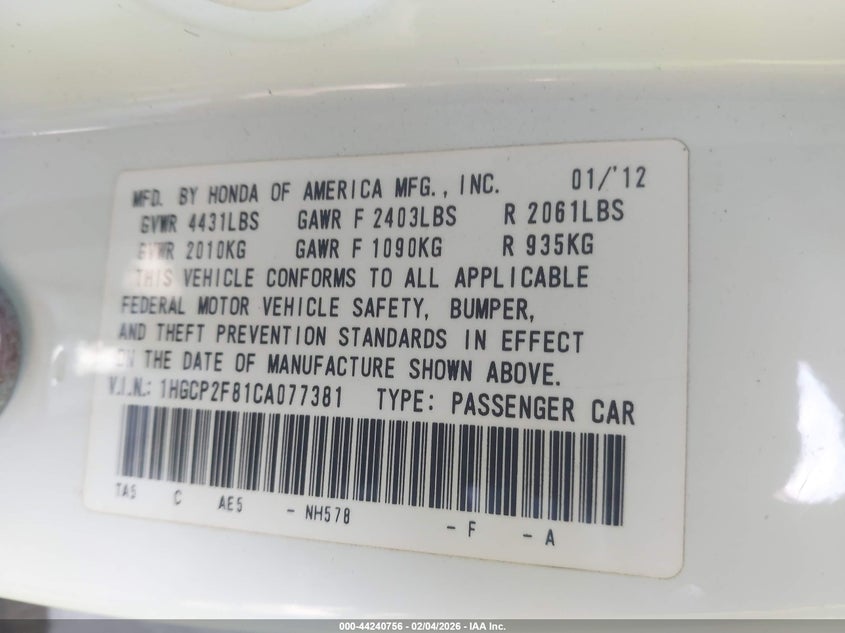 MFD. BY HONDA OF AMERICA MFG., INC. 01/'12
GVWR 4431LBS GAWR F 2403LBS R 2061LBS
GVWR 2010KG GAWR F 1090KG R 935KG
THIS VEHICLE CONFORMS TO ALL APPLICABLE
FEDERAL MOTOR VEHICLE SAFETY, BUMPER,
AND THEFT PREVENTION STANDARDS IN EFFECT
ON THE DATE OF MANUFACTURE SHOWN ABOVE.
V.I.N.: 1HGCP2F81CA077381 TYPE: PASSENGER CAR
TA5 C AE5 - NH578 - F - A
000-44240756 - 02/04/2026 - IAA Inc.